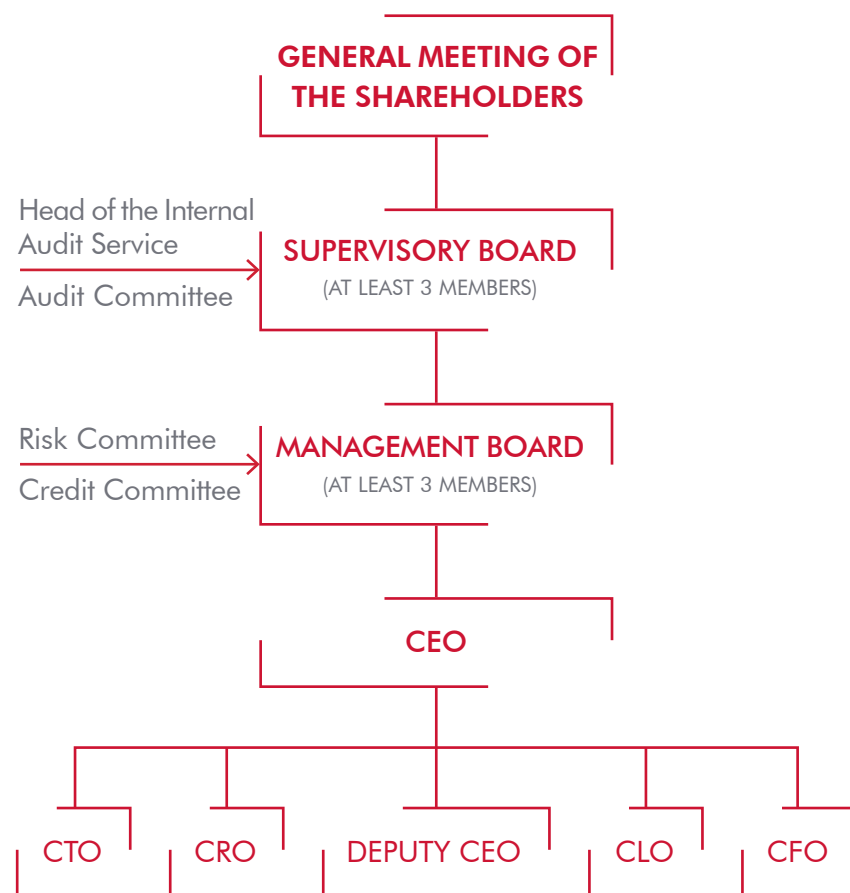 GENERAL MEETING OF
THE SHAREHOLDERS
Head of the Internal
Audit Service
Audit Committee
SUPERVISORY BOARD
(AT LEAST 3 MEMBERS)
Risk Committee
Credit Committee
MANAGEMENT BOARD
(AT LEAST 3 MEMBERS)
CEO
CTO
CRO
DEPUTY CEO
CLO
CFO